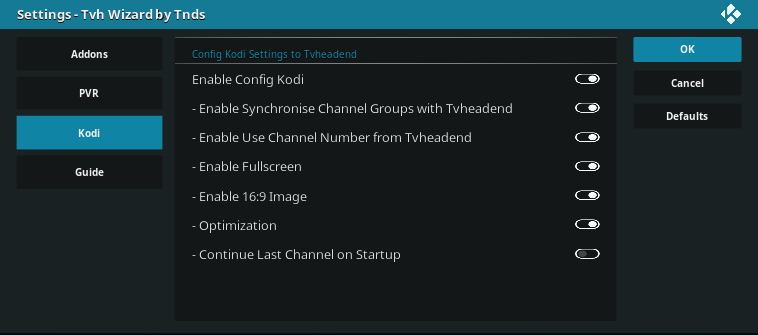 Settings - Tvh Wizard by Tnds
Addons
PVR
Kodi
Guide
Config Kodi Settings to Tvheadend
Enable Config Kodi
- Enable Synchronise Channel Groups with Tvheadend
- Enable Use Channel Number from Tvheadend
- Enable Fullscreen
- Enable 16:9 Image
- Optimization
- Continue Last Channel on Startup
OK
Cancel
Defaults